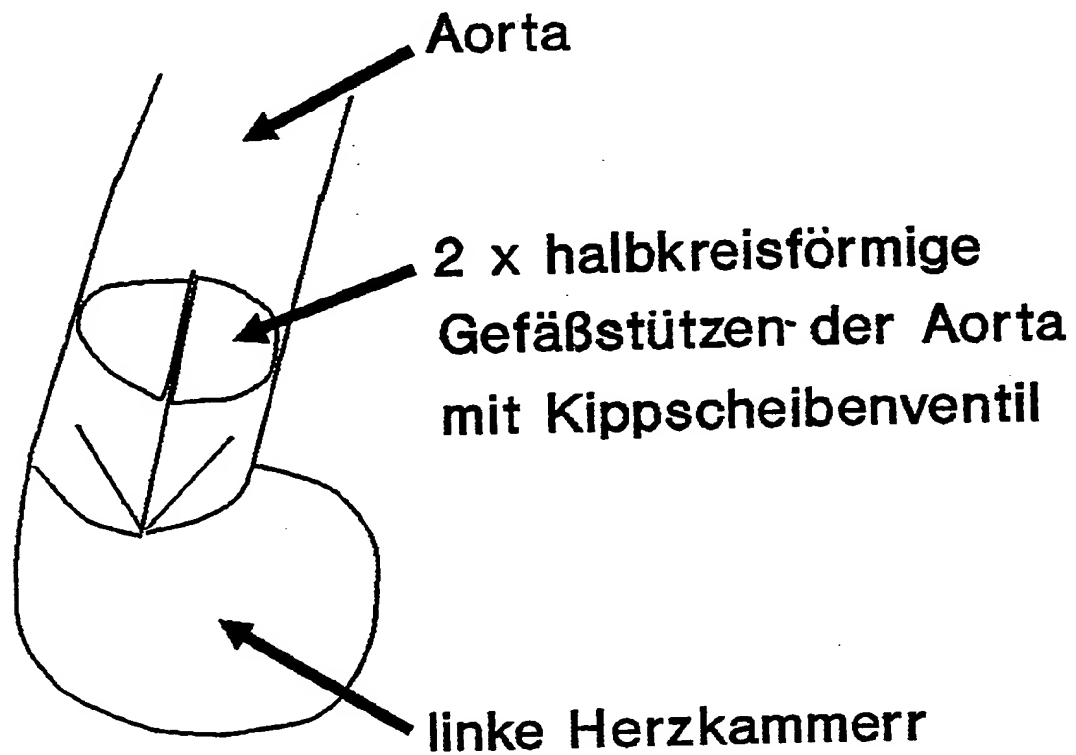 Aorta
2 x halbkreisförmige
Gefäßstützen der Aorta
mit Kippscheibenventil
linke Herzkammerr